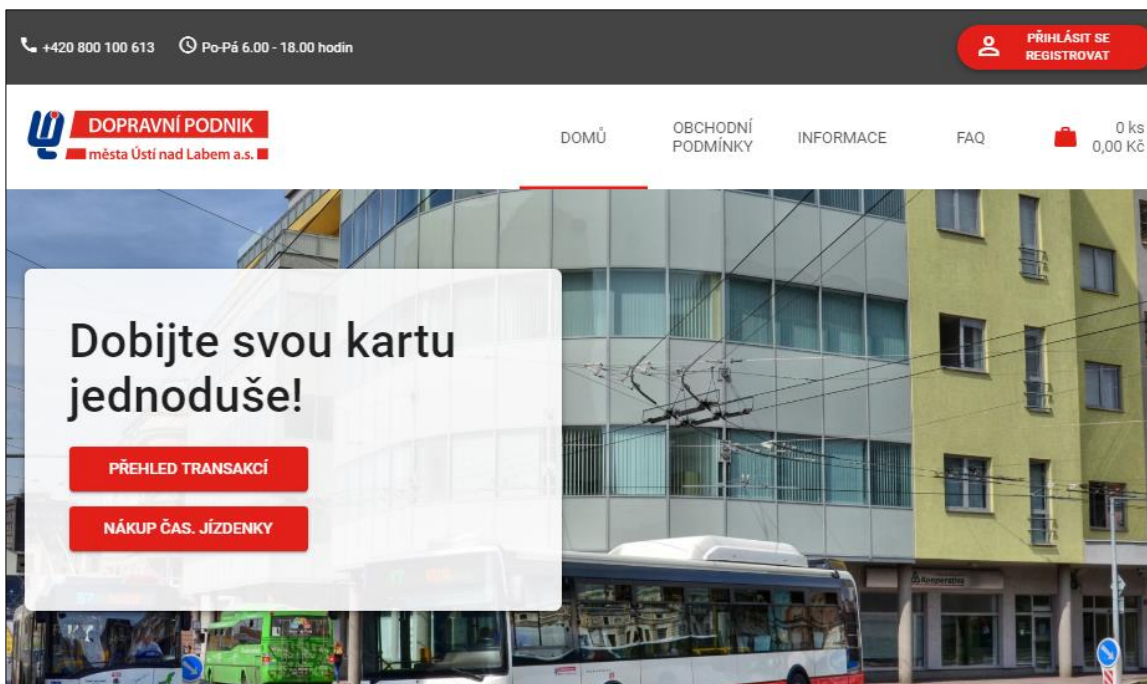 +420 800 100 613
Po-Pá 6.00 - 18.00 hodin
PŘIHLÁSIT SE
REGISTROVAT
DOPRAVNÍ PODNIK
města Ústí nad Labem a.s.
DOMŮ
OBCHODNÍ
PODMÍNKY
INFORMACE
FAQ
0 ks
0,00 Kč
Dobijte svou kartu
jednoduše!
PŘEHLED TRANSAKCÍ
NÁKUP ČAS. JÍZDENKY
Kooperativa